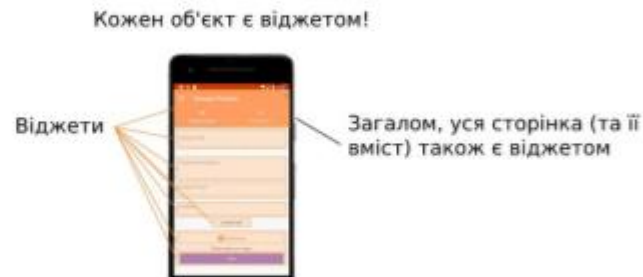 Кожен об'єкт є віджетом!
Віджети
Загалом, уся сторінка (та її
вміст) також є віджетом